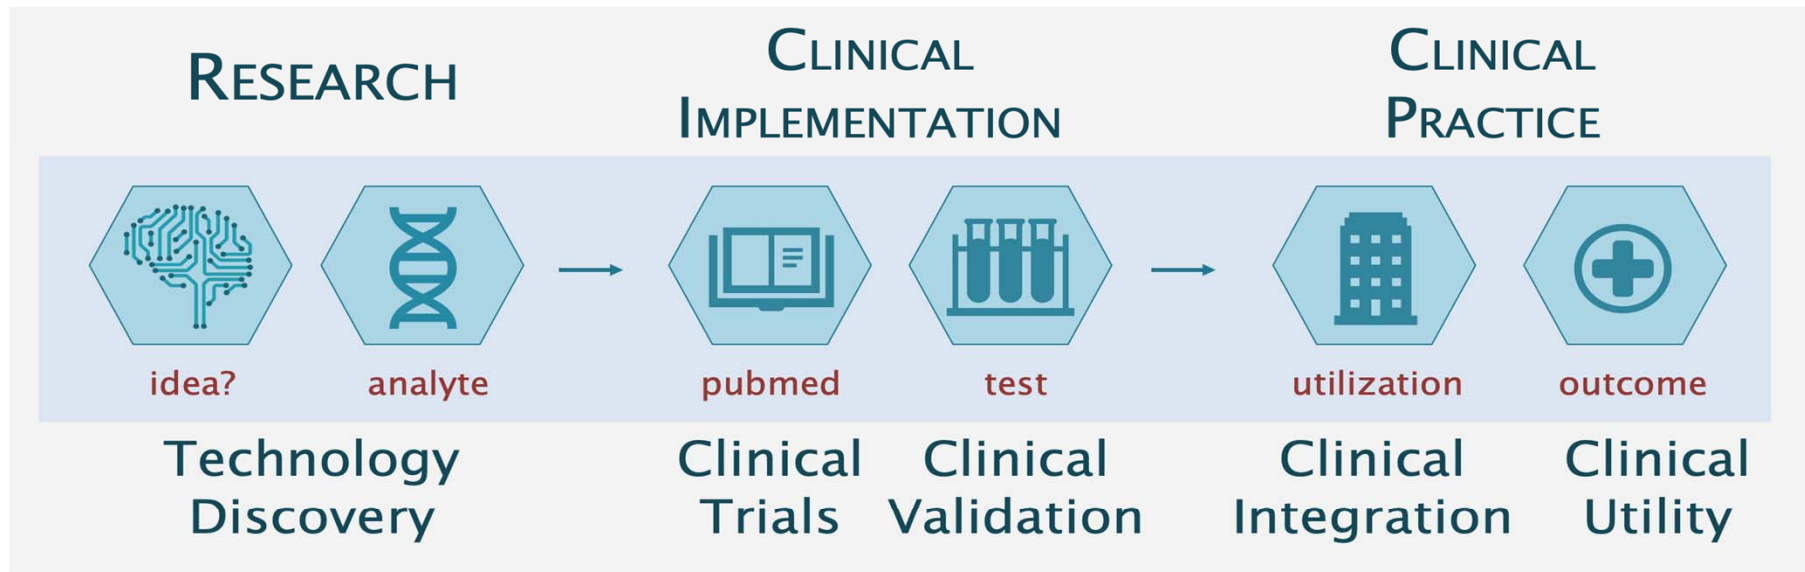 RESEARCH
CLINICAL
IMPLEMENTATION
CLINICAL
PRACTICE
idea?
analyte
pubmed
test
utilization
outcome
Technology
Discovery
Clinical
Trials
Clinical
Validation
Clinical
Integration
Clinical
Utility